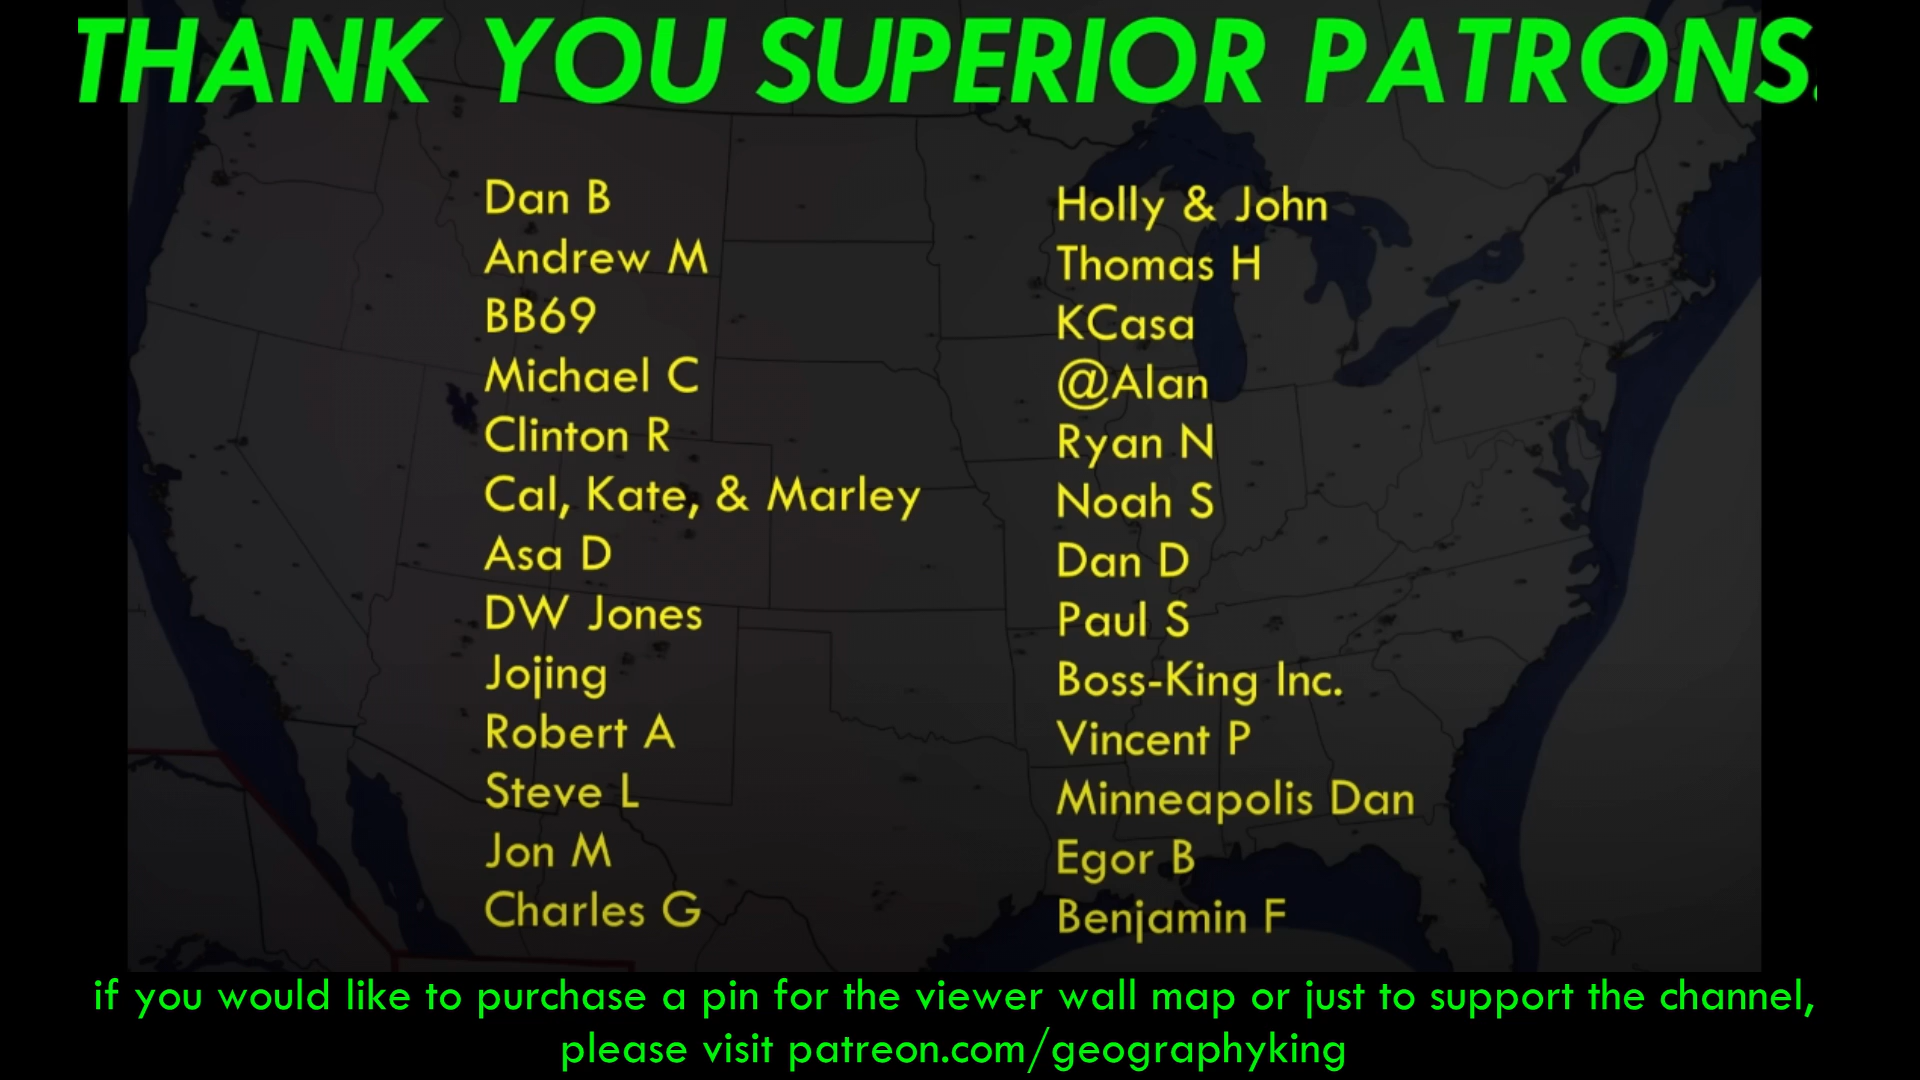 THANK YOU SUPERIOR PATRONS.
Dan B
Andrew M
BB69
Michael C
Clinton R
Cal, Kate, & Marley
Asa D
DW Jones
Jojing
Robert A
Steve L
Jon M
Charles G
Holly & John
Thomas H
KCasa
@Alan
Ryan N
Noah S
Dan D
Paul S
Boss-King Inc.
Vincent P
Minneapolis Dan
Egor B
Benjamin F
if you would like to purchase a pin for the viewer wall map or just to support the channel,
please visit patreon.com/geographyking